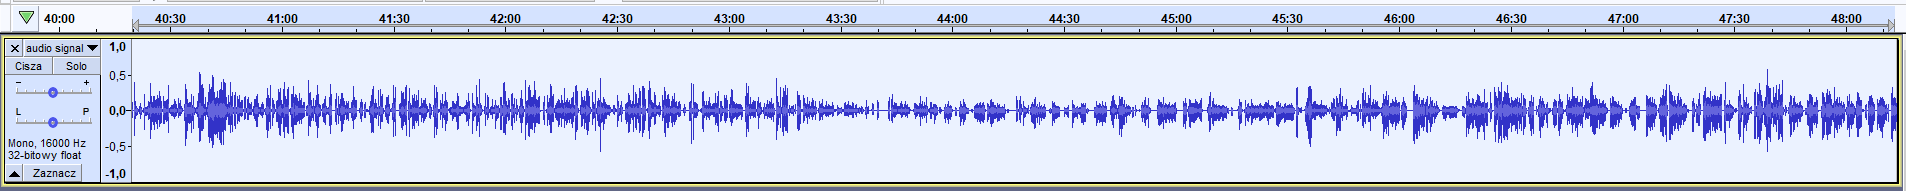 40:00 40:30 41:00 41:30 42:00 42:30 43:00 43:30 44:00 44:30 45:00 45:30 46:00 46:30 47:00 47:30 48:00
× audio signal 1,0
Cisza Solo
- + 0,5
L P 0,0
Mono, 16000 Hz -0,5
32-bitowy float
Zaznacz -1,0